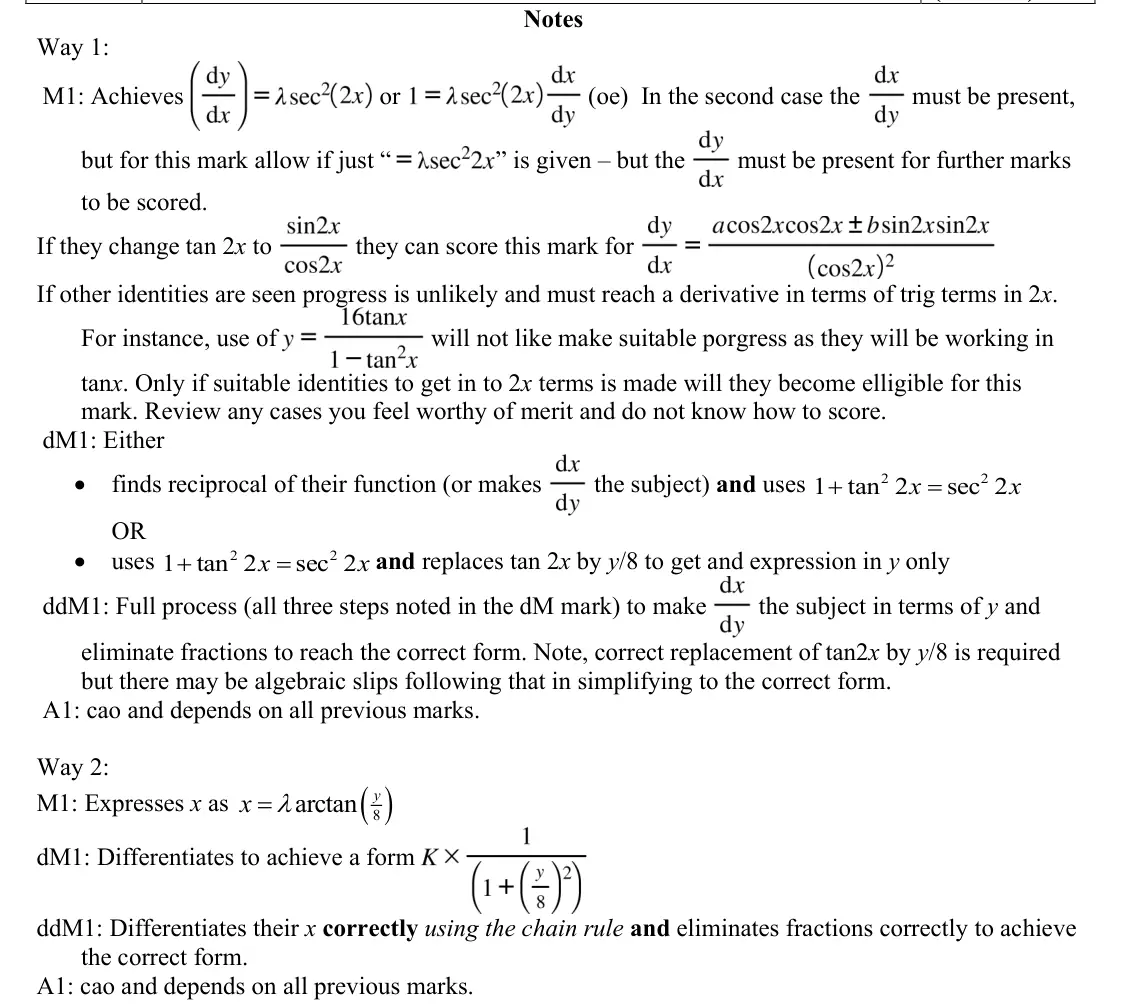 Notes
Way 1:
M1: Achieves (dy/dx) = λsec²(2x) or 1 = λsec²(2x) dx/dy (oe) In the second case the dx/dy must be present,
but for this mark allow if just “ = λsec²2x” is given – but the dy/dx must be present for further marks
to be scored.
If they change tan 2x to sin2x/cos2x they can score this mark for dy/dx = (acos2xcos2x ± bsin2xsin2x)/(cos2x)²
If other identities are seen progress is unlikely and must reach a derivative in terms of trig terms in 2x.
For instance, use of y = 16tanx/(1 − tan²x) will not like make suitable porgress as they will be working in
tanx. Only if suitable identities to get in to 2x terms is made will they become elligible for this
mark. Review any cases you feel worthy of merit and do not know how to score.
dM1: Either
• finds reciprocal of their function (or makes dx/dy the subject) and uses 1 + tan² 2x = sec² 2x
OR
• uses 1 + tan² 2x = sec² 2x and replaces tan 2x by y/8 to get and expression in y only
ddM1: Full process (all three steps noted in the dM mark) to make dx/dy the subject in terms of y and
eliminate fractions to reach the correct form. Note, correct replacement of tan2x by y/8 is required
but there may be algebraic slips following that in simplifying to the correct form.
A1: cao and depends on all previous marks.
Way 2:
M1: Expresses x as x = λ arctan(y/8)
dM1: Differentiates to achieve a form K × 1/(1 + (y/8)²)
ddM1: Differentiates their x correctly using the chain rule and eliminates fractions correctly to achieve
the correct form.
A1: cao and depends on all previous marks.